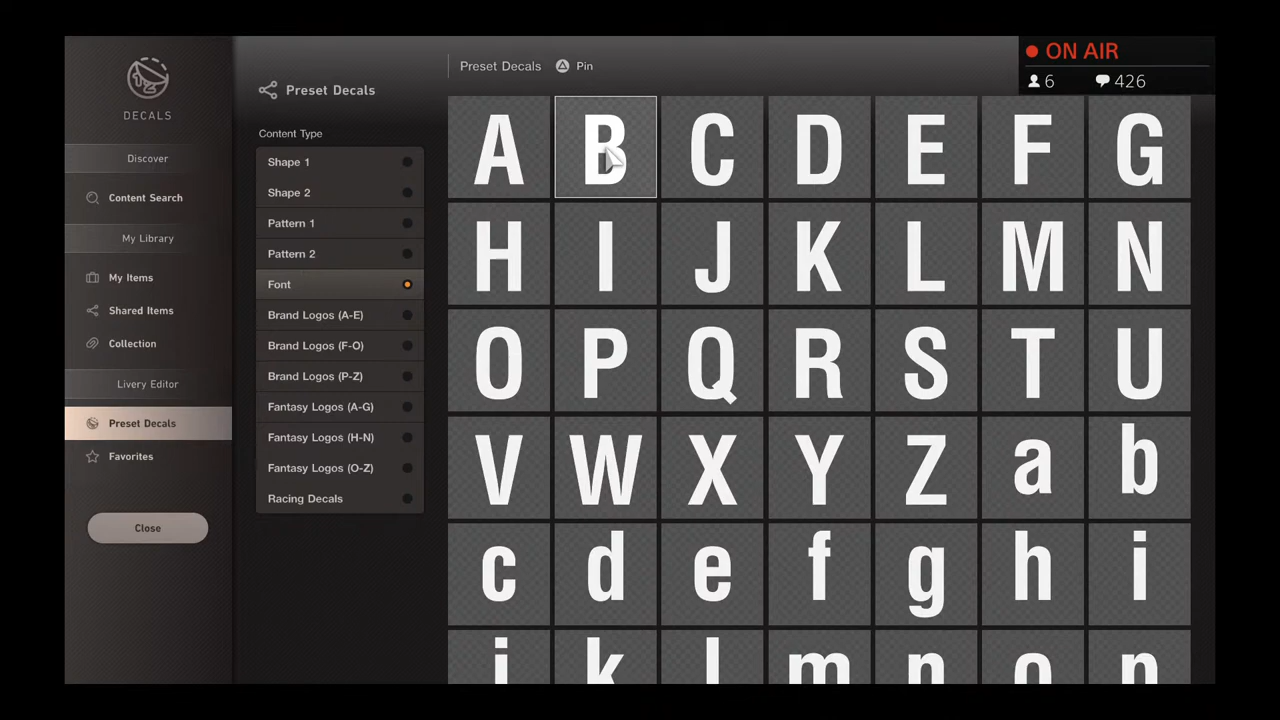 DECALS
Discover
Content Search
My Library
My Items
Shared Items
Collection
Livery Editor
Preset Decals
Favorites
Close
Preset Decals
Content Type
Shape 1
Shape 2
Pattern 1
Pattern 2
Font
Brand Logos (A-E)
Brand Logos (F-O)
Brand Logos (P-Z)
Fantasy Logos (A-G)
Fantasy Logos (H-N)
Fantasy Logos (O-Z)
Racing Decals
Preset Decals Pin
ON AIR
6 426
A B C D E F G
H I J K L M N
O P Q R S T U
V W X Y Z a b
c d e f g h i
j k l m n o p